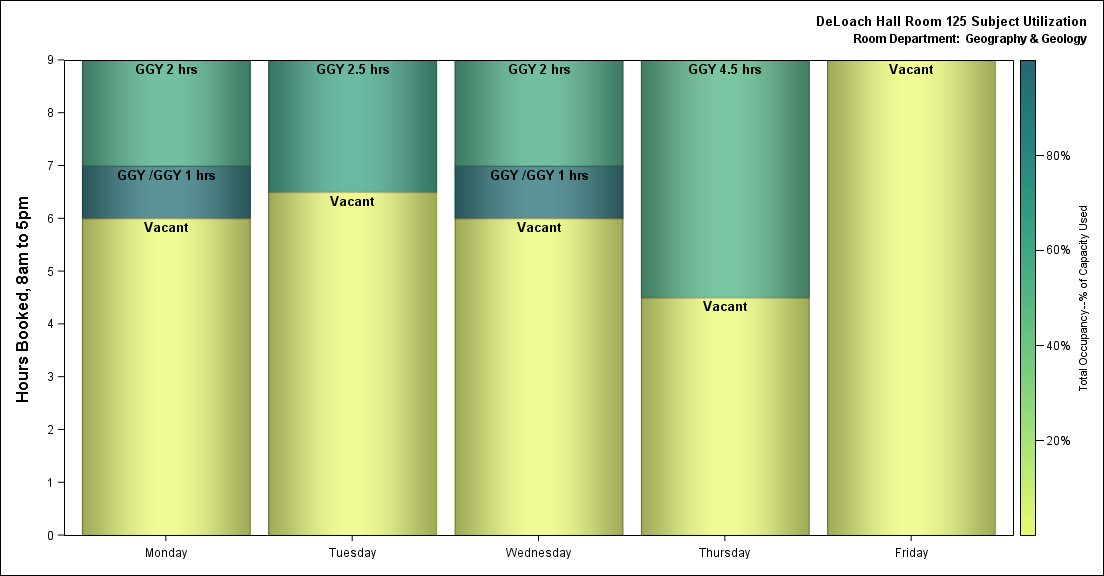 DeLoach Hall Room 125 Subject Utilization
Room Department: Geography & Geology
Hours Booked, 8am to 5pm
9
8
7
6
5
4
3
2
1
0
GGY 2 hrs
GGY /GGY 1 hrs
Vacant
GGY 2.5 hrs
Vacant
GGY 2 hrs
GGY /GGY 1 hrs
Vacant
GGY 4.5 hrs
Vacant
Vacant
Monday
Tuesday
Wednesday
Thursday
Friday
80%
60%
40%
20%
Total Occupancy--% of Capacity Used